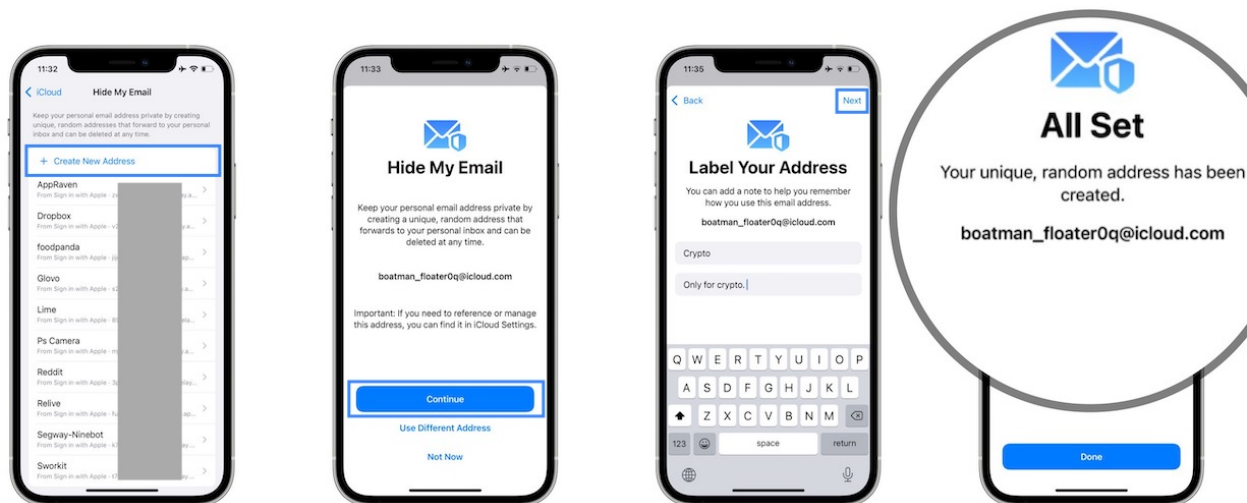 11:32
iCloud
Hide My Email
Keep your personal email address private by creating
unique, random addresses that forward to your personal
inbox and can be deleted at any time.
+ Create New Address
AppRaven
From Sign in with Apple -
Dropbox
From Sign in with Apple -
foodpanda
From Sign in with Apple -
Glovo
From Sign in with Apple -
Lime
From Sign in with Apple -
Ps Camera
From Sign in with Apple -
Reddit
From Sign in with Apple -
Relive
From Sign in with Apple -
Segway-Ninebot
From Sign in with Apple -
Sworkit
From Sign in with Apple -
11:33
Hide My Email
Keep your personal email address private by
creating a unique, random address that
forwards to your personal inbox and can be
deleted at any time.
boatman_floater0q@icloud.com
Important: If you need to reference or manage
this address, you can find it in iCloud Settings.
Continue
Use Different Address
Not Now
11:35
Back
Next
Label Your Address
You can add a note to help you remember
how you use this email address.
boatman_floater0q@icloud.com
Crypto
Only for crypto.
Q W E R T Y U I O P
A S D F G H J K L
Z X C V B N M
123 space return
All Set
Your unique, random address has been
created.
boatman_floater0q@icloud.com
Done